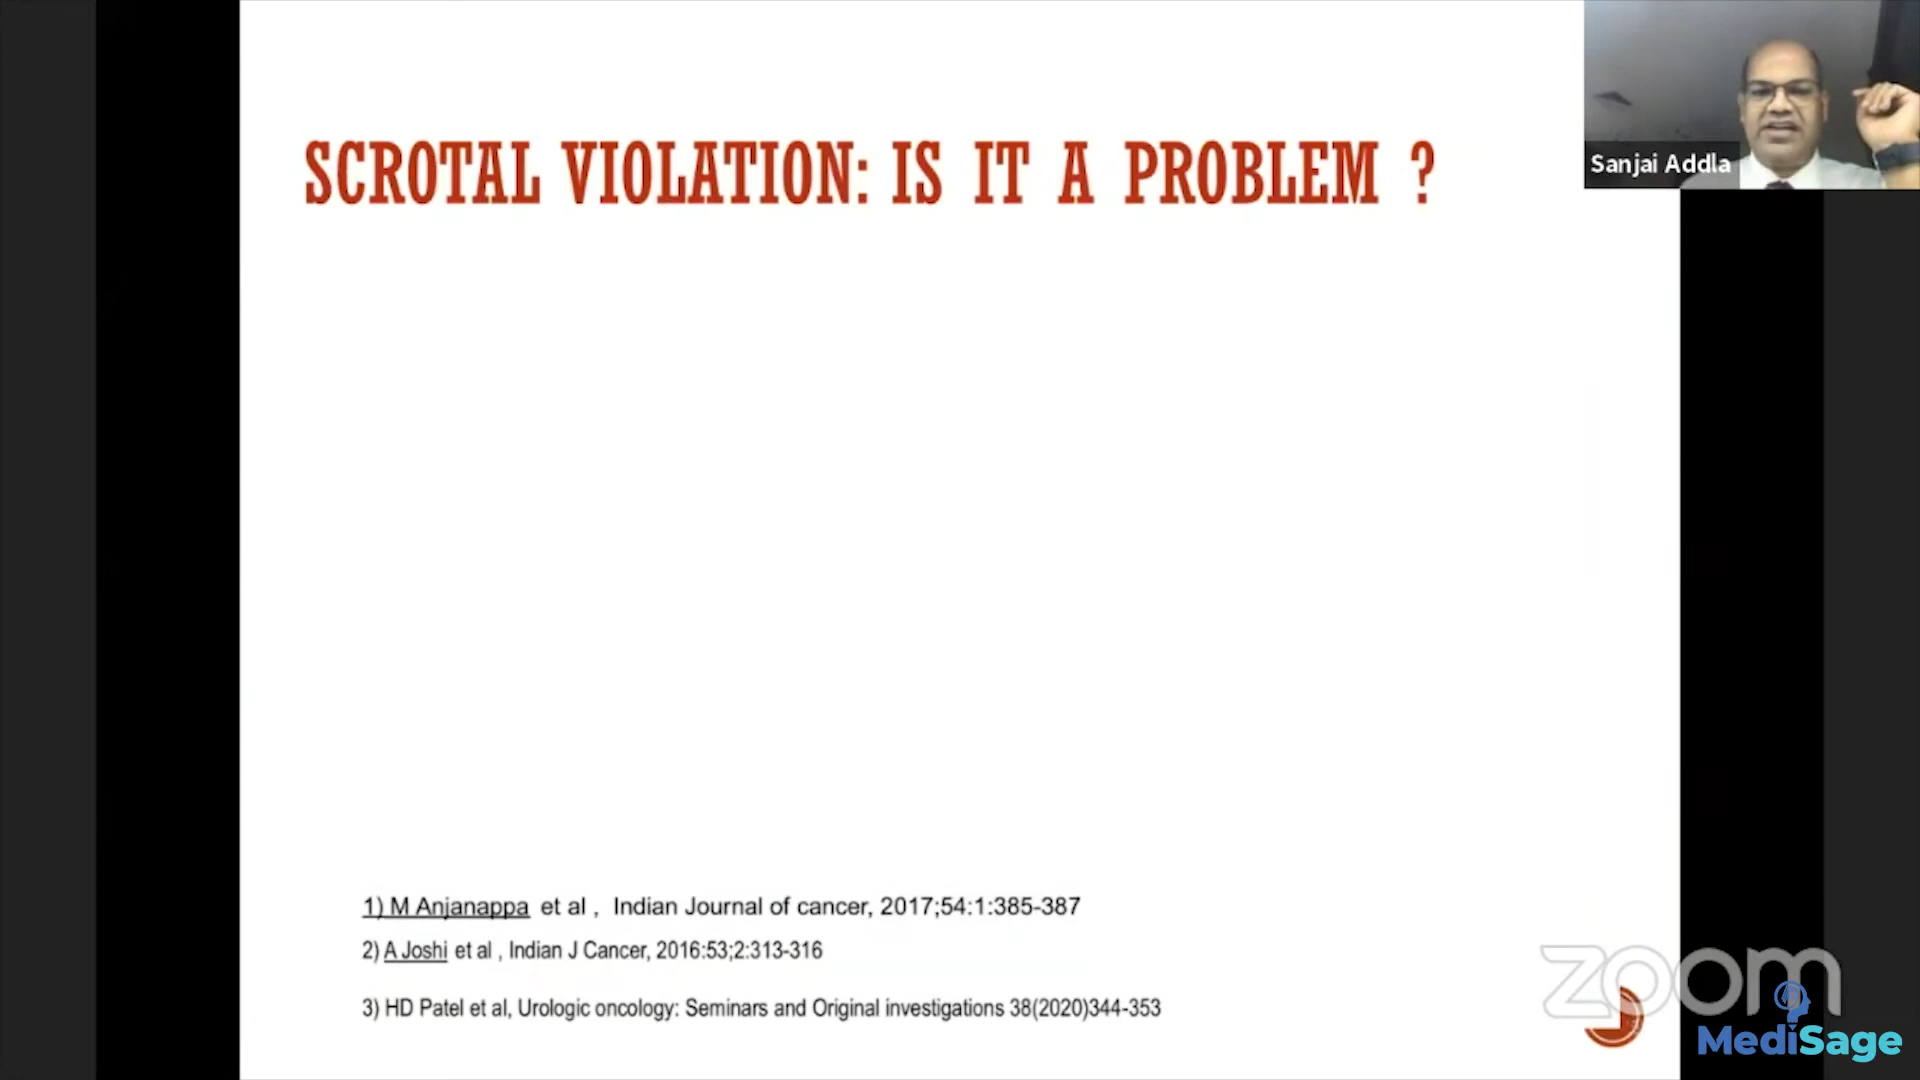 Sanjai Addla
SCROTAL VIOLATION: IS IT A PROBLEM ?
1) M Anjanappa et al , Indian Journal of cancer, 2017;54:1:385-387
2) A Joshi et al , Indian J Cancer, 2016:53;2:313-316
3) HD Patel et al, Urologic oncology: Seminars and Original investigations 38(2020)344-353
zoom
MediSage